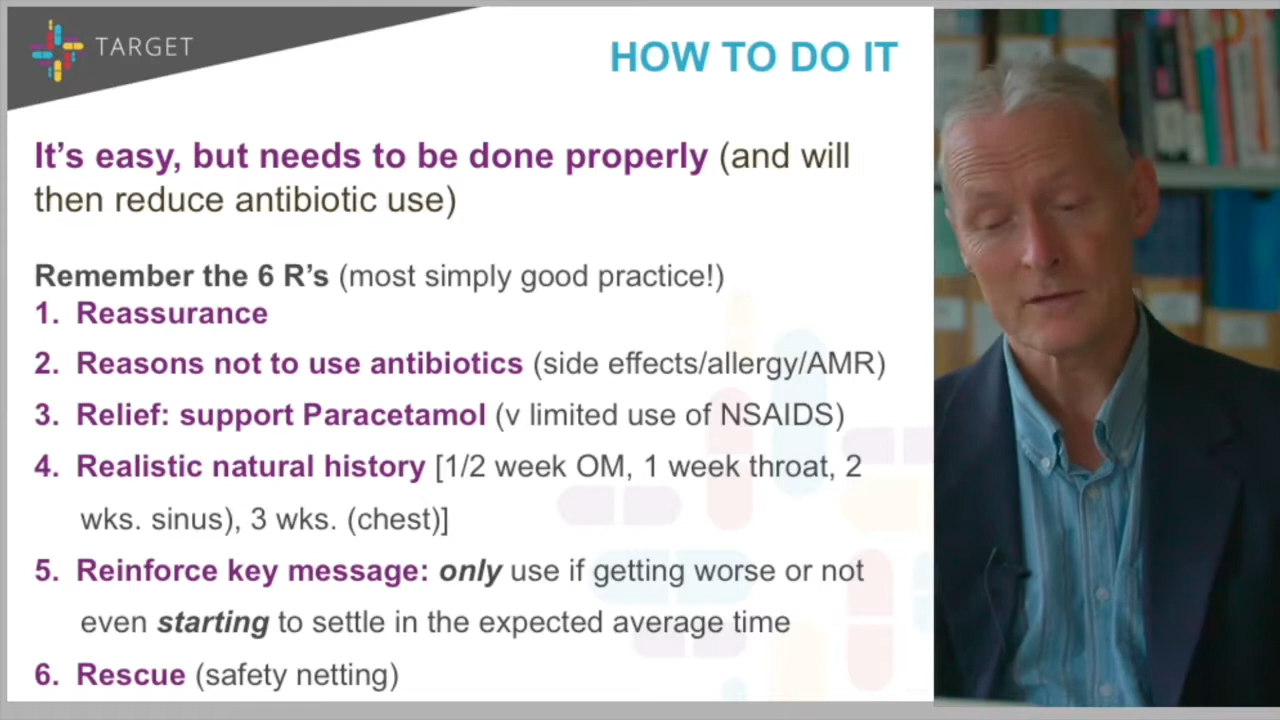 TARGET
HOW TO DO IT
It's easy, but needs to be done properly (and will
then reduce antibiotic use)
Remember the 6 R's (most simply good practice!)
1. Reassurance
2. Reasons not to use antibiotics (side effects/allergy/AMR)
3. Relief: support Paracetamol (v limited use of NSAIDS)
4. Realistic natural history [1/2 week OM, 1 week throat, 2
wks. sinus), 3 wks. (chest)]
5. Reinforce key message: only use if getting worse or not
even starting to settle in the expected average time
6. Rescue (safety netting)